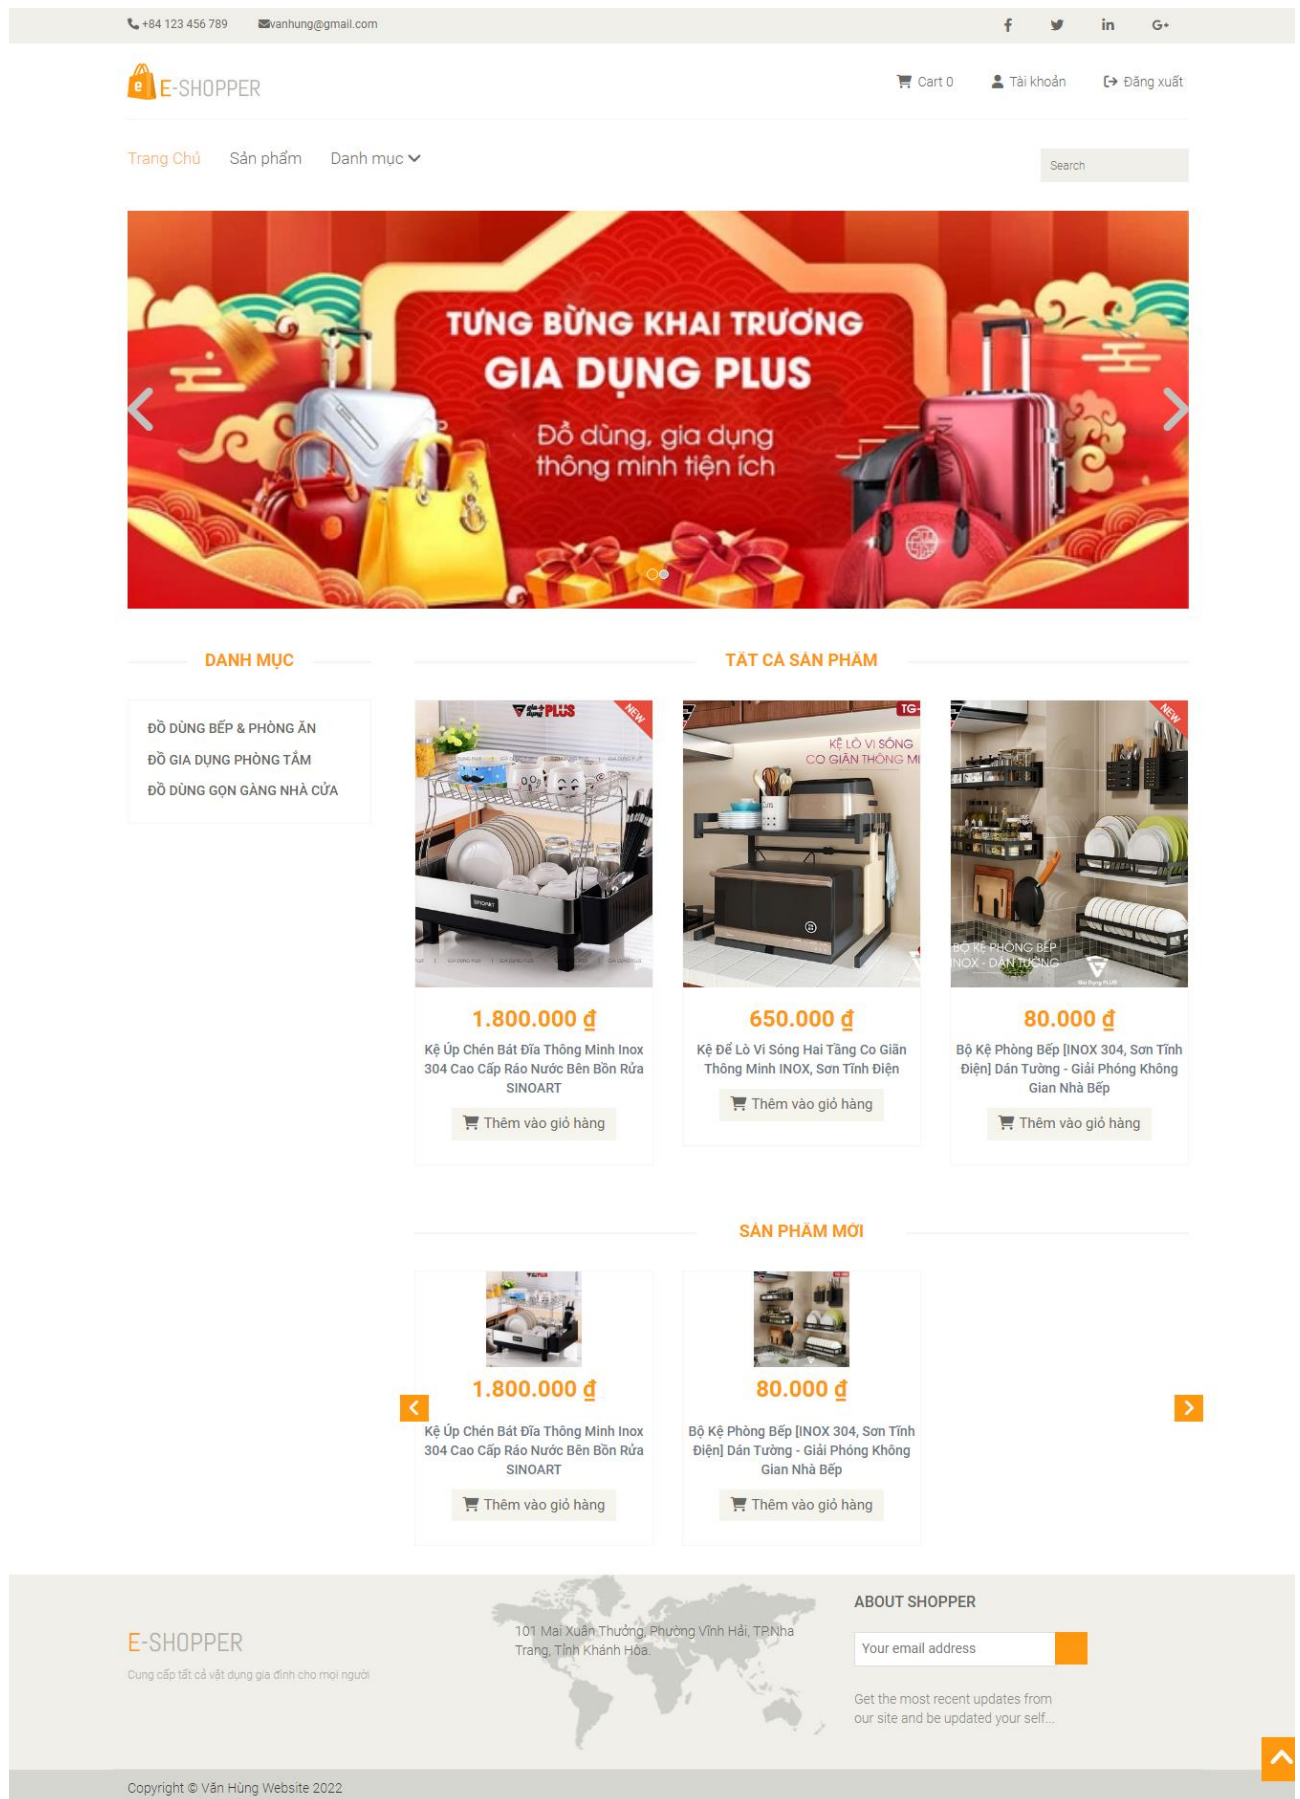 +84 123 456 789 vanhung@gmail.com
E-SHOPPER
Cart 0 Tài khoản Đăng xuất
Trang Chủ Sản phẩm Danh mục
Search
TƯNG BỪNG KHAI TRƯƠNG
GIA DỤNG PLUS
Đồ dùng, gia dụng
thông minh tiện ích
DANH MỤC
ĐỒ DÙNG BẾP & PHÒNG ĂN
ĐỒ GIA DỤNG PHÒNG TẮM
ĐỒ DÙNG GỌN GÀNG NHÀ CỬA
TẤT CẢ SẢN PHẨM
gia dụng PLUS
NEW
SINOART
1.800.000 ₫
Kệ Úp Chén Bát Đĩa Thông Minh Inox
304 Cao Cấp Ráo Nước Bên Bồn Rửa
SINOART
Thêm vào giỏ hàng
TG-
KỆ LÒ VI SÓNG
CO GIÃN THÔNG MI
650.000 ₫
Kệ Để Lò Vi Sóng Hai Tầng Co Giãn
Thông Minh INOX, Sơn Tĩnh Điện
Thêm vào giỏ hàng
NEW
BỘ KỆ PHÒNG BẾP
INOX - DÁN TƯỜNG
Gia Dụng PLUS
80.000 ₫
Bộ Kệ Phòng Bếp [INOX 304, Sơn Tĩnh
Điện] Dán Tường - Giải Phóng Không
Gian Nhà Bếp
Thêm vào giỏ hàng
SẢN PHẨM MỚI
1.800.000 ₫
Kệ Úp Chén Bát Đĩa Thông Minh Inox
304 Cao Cấp Ráo Nước Bên Bồn Rửa
SINOART
Thêm vào giỏ hàng
80.000 ₫
Bộ Kệ Phòng Bếp [INOX 304, Sơn Tĩnh
Điện] Dán Tường - Giải Phóng Không
Gian Nhà Bếp
Thêm vào giỏ hàng
E-SHOPPER
Cung cấp tất cả vật dụng gia đình cho mọi người
101 Mai Xuân Thưởng, Phường Vĩnh Hải, TP.Nha
Trang, Tỉnh Khánh Hòa.
ABOUT SHOPPER
Your email address
Get the most recent updates from
our site and be updated your self...
Copyright © Văn Hùng Website 2022